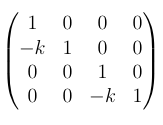 1 0 0 0
−k 1 0 0
0 0 1 0
0 0 −k 1